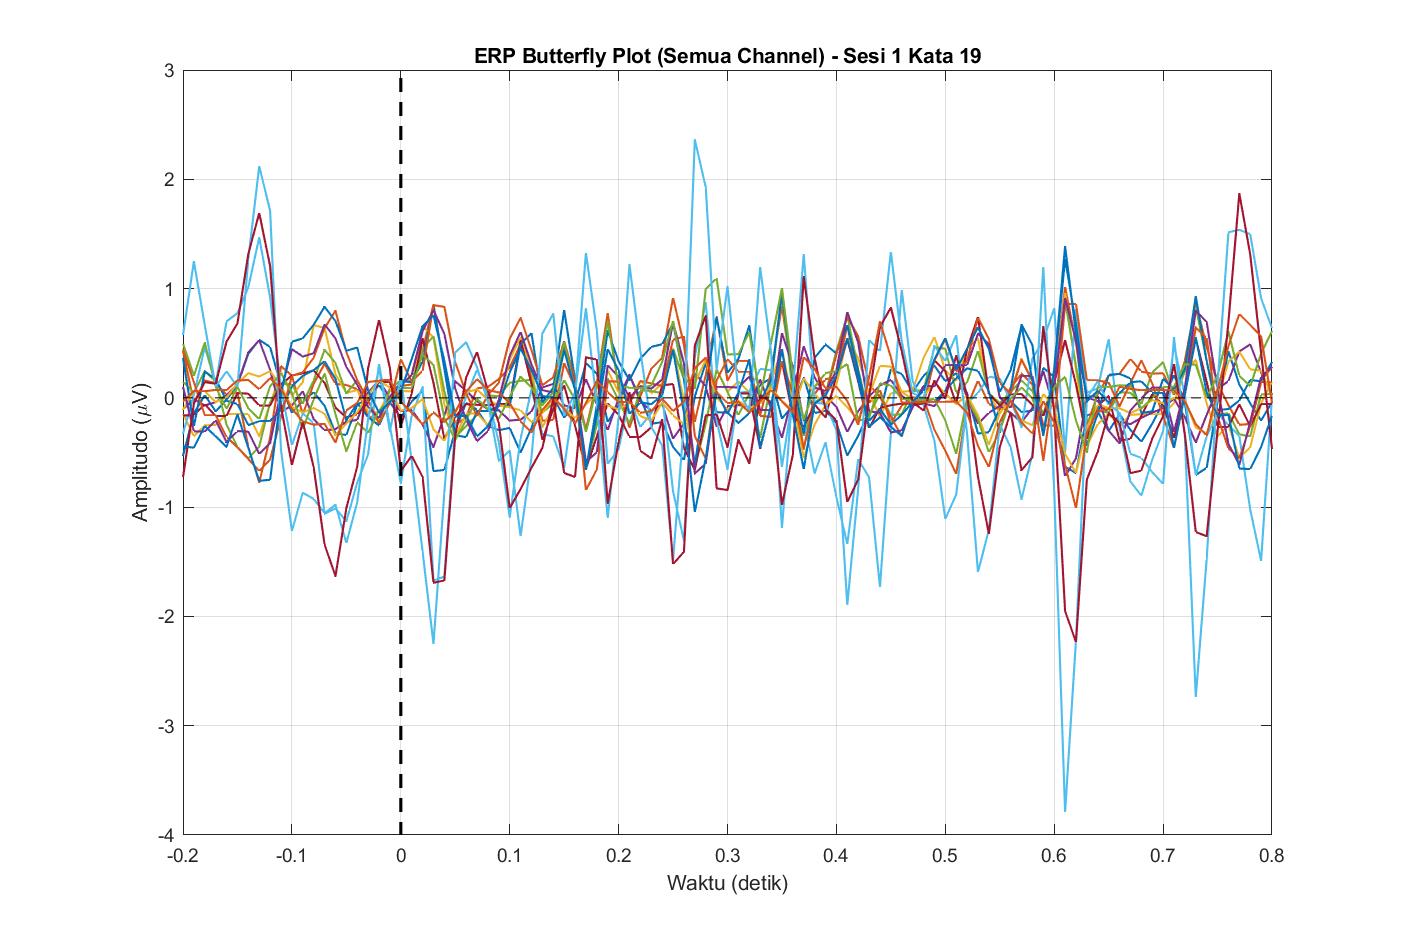 ERP Butterfly Plot (Semua Channel) - Sesi 1 Kata 19
3
2
1
0
-1
-2
-3
-4
Amplitudo (μV)
-0.2 -0.1 0 0.1 0.2 0.3 0.4 0.5 0.6 0.7 0.8
Waktu (detik)